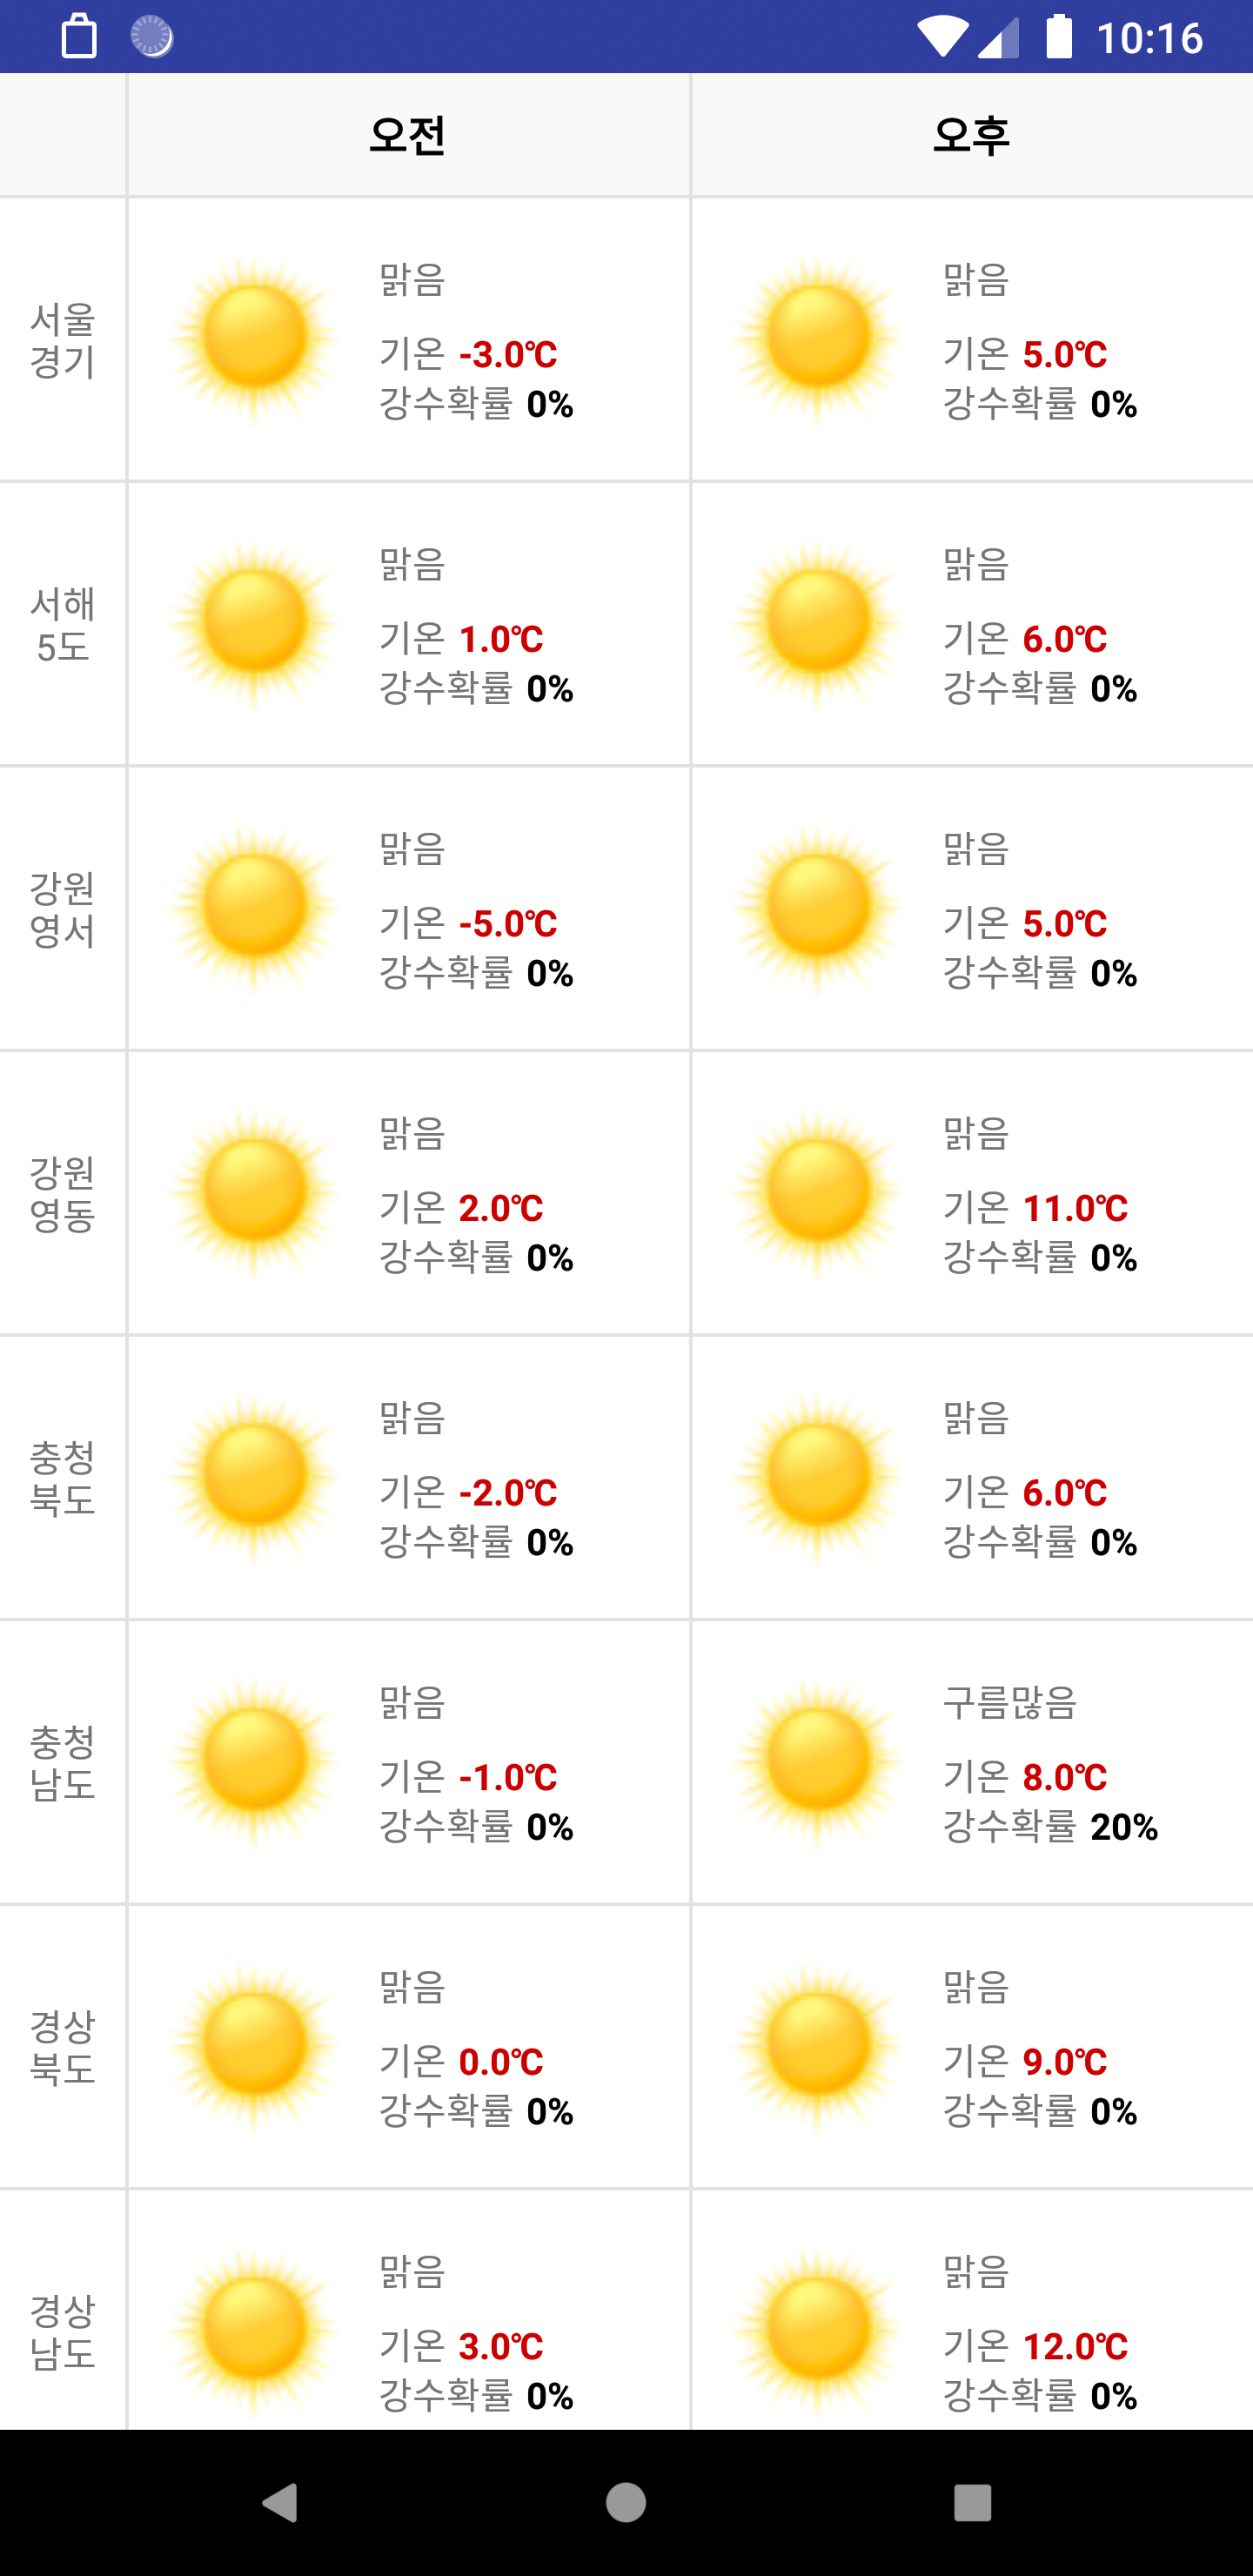 10:16
오전 오후
서울
경기
맑음
기온 -3.0℃
강수확률 0%
맑음
기온 5.0℃
강수확률 0%
서해
5도
맑음
기온 1.0℃
강수확률 0%
맑음
기온 6.0℃
강수확률 0%
강원
영서
맑음
기온 -5.0℃
강수확률 0%
맑음
기온 5.0℃
강수확률 0%
강원
영동
맑음
기온 2.0℃
강수확률 0%
맑음
기온 11.0℃
강수확률 0%
충청
북도
맑음
기온 -2.0℃
강수확률 0%
맑음
기온 6.0℃
강수확률 0%
충청
남도
맑음
기온 -1.0℃
강수확률 0%
구름많음
기온 8.0℃
강수확률 20%
경상
북도
맑음
기온 0.0℃
강수확률 0%
맑음
기온 9.0℃
강수확률 0%
경상
남도
맑음
기온 3.0℃
강수확률 0%
맑음
기온 12.0℃
강수확률 0%